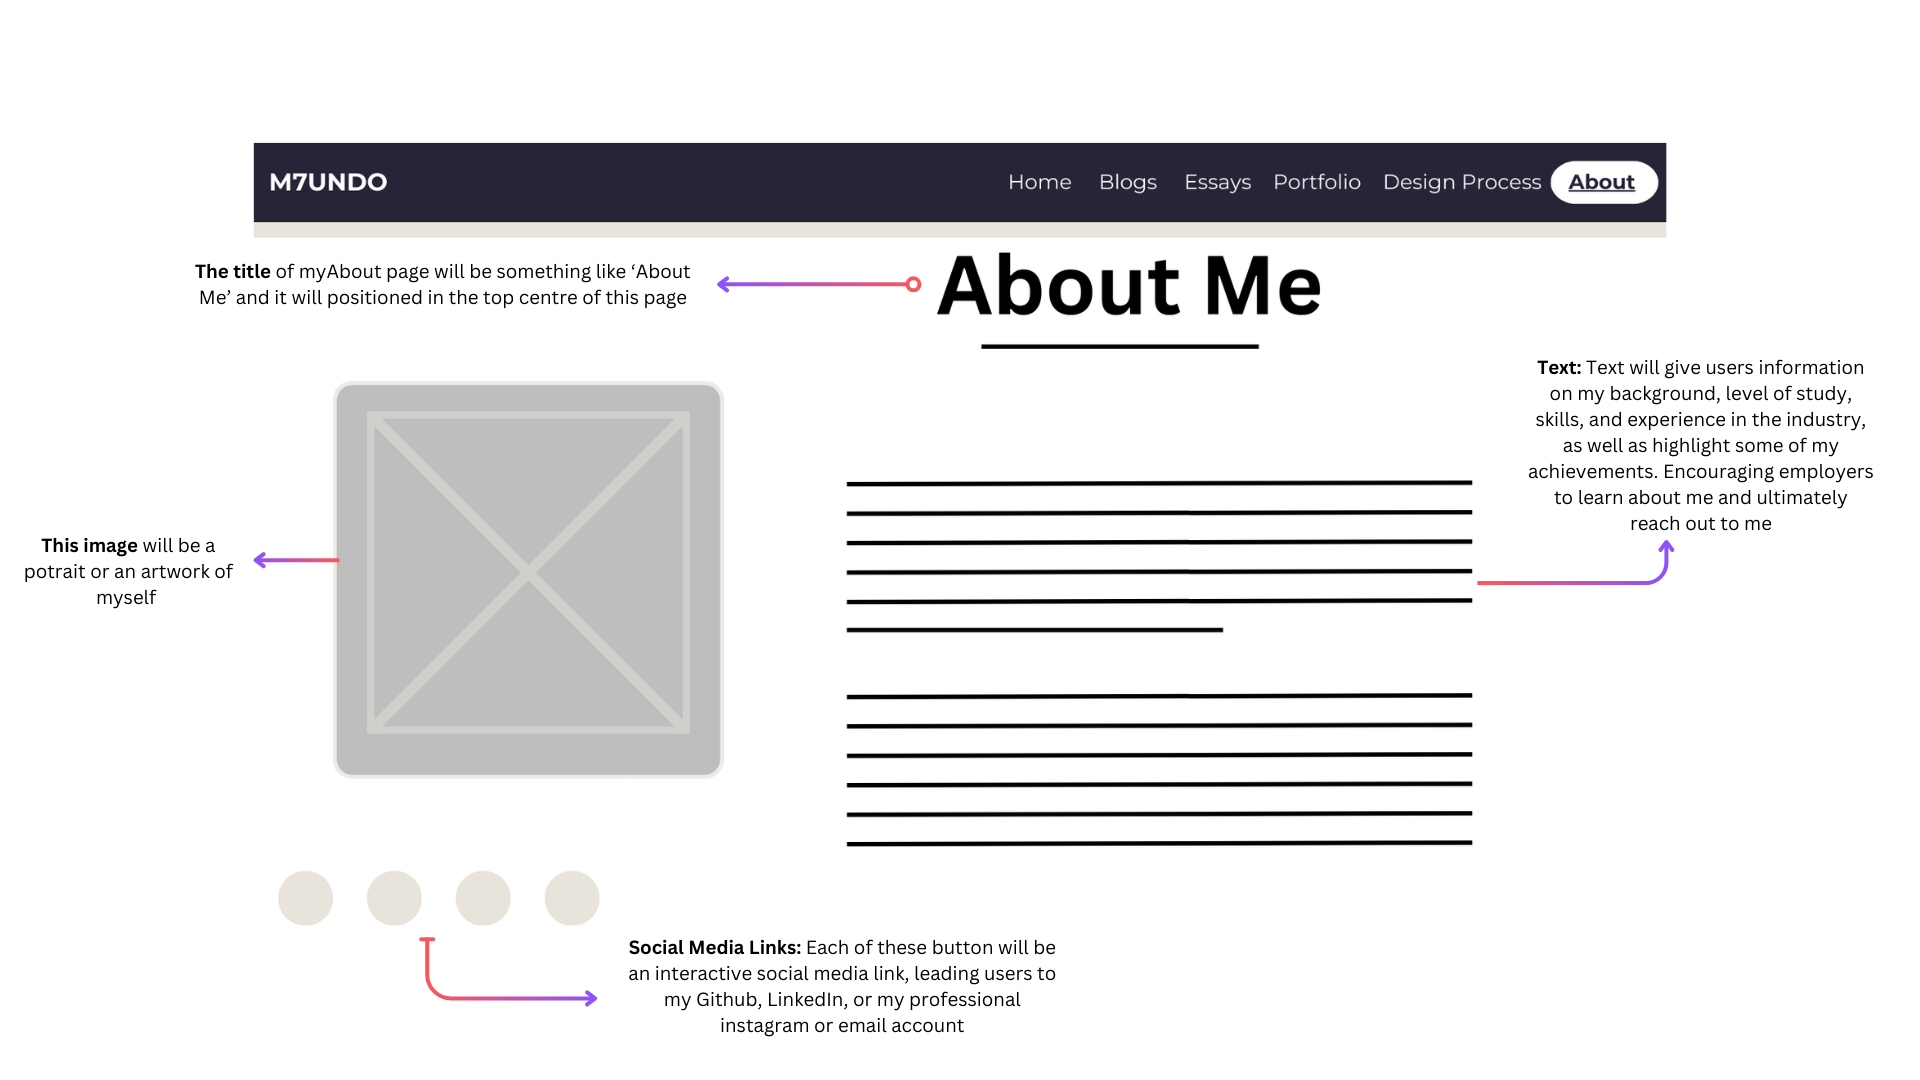 M7UNDO Home Blogs Essays Portfolio Design Process About
The title of myAbout page will be something like ‘About
Me’ and it will positioned in the top centre of this page
About Me
Text: Text will give users information
on my background, level of study,
skills, and experience in the industry,
as well as highlight some of my
achievements. Encouraging employers
to learn about me and ultimately
reach out to me
This image will be a
potrait or an artwork of
myself
Social Media Links: Each of these button will be
an interactive social media link, leading users to
my Github, LinkedIn, or my professional
instagram or email account